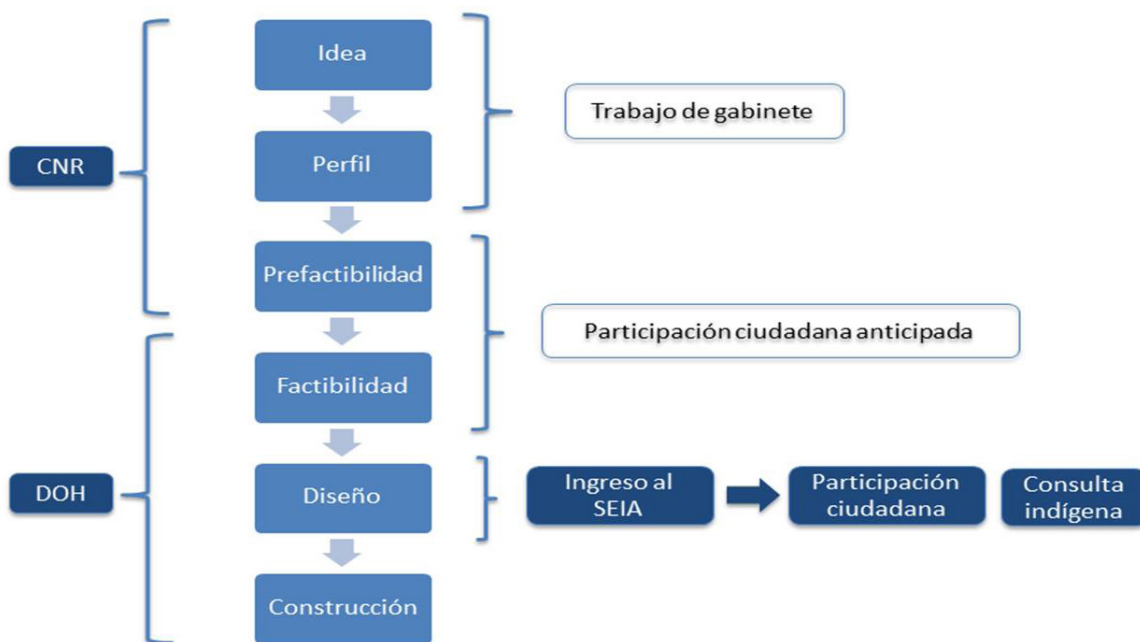 Idea
Trabajo de gabinete
CNR
Perfil
Prefactibilidad
Participación ciudadana anticipada
Factibilidad
DOH
Diseño
Ingreso al
SEIA
Participación
ciudadana
Consulta
indígena
Construcción